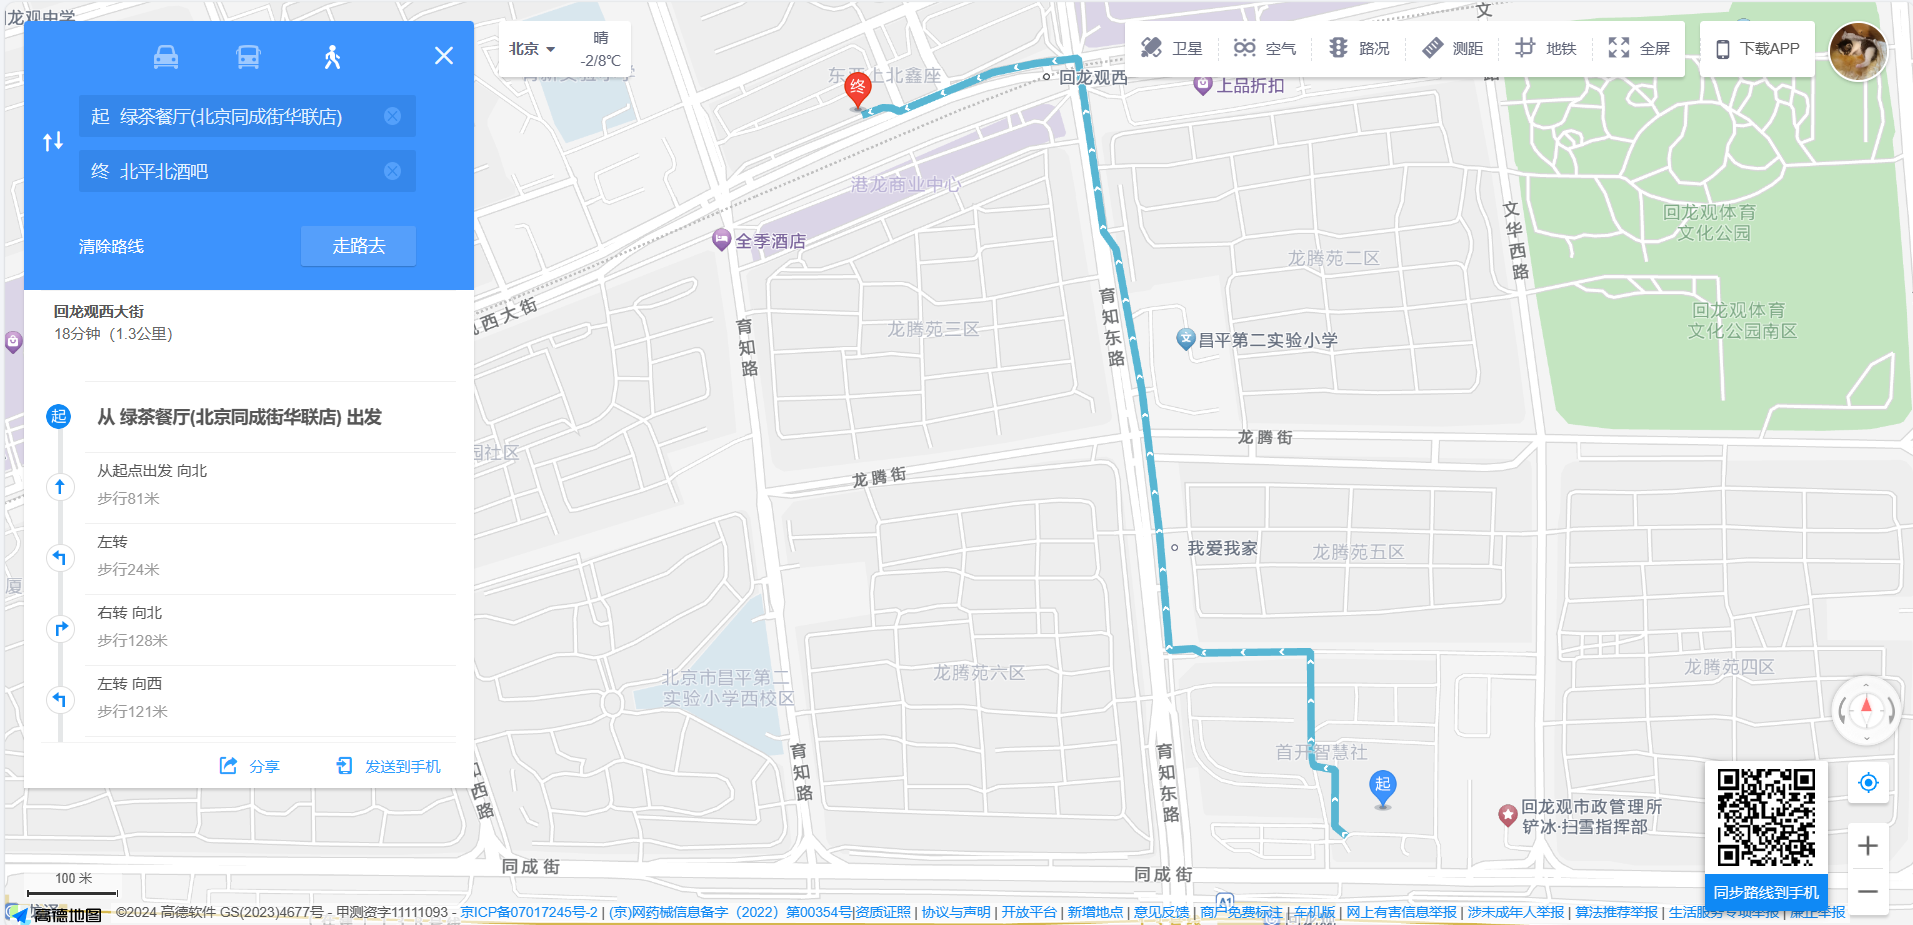 回龙观中学
起 绿茶餐厅(北京同成街华联店)
终 北平北酒吧
清除路线
走路去
回龙观西大街
18分钟（1.3公里）
起
从 绿茶餐厅(北京同成街华联店) 出发
从起点出发 向北
步行81米
左转
步行24米
右转 向北
步行128米
左转 向西
步行121米
分享
发送到手机
北京
晴
-2/8℃
卫星
空气
路况
测距
地铁
全屏
下载APP
文
东西上北鑫座
终
回龙观西
上品折扣
港龙商业中心
全季酒店
龙腾苑二区
文华西路
回龙观体育
文化公园
回龙观体育
文化公园南区
西大街
育知路
龙腾苑三区
育知东路
文
昌平第二实验小学
龙腾街
园社区
龙腾街
我爱我家
龙腾苑五区
厦
北京市昌平第二
实验小学西校区
龙腾苑六区
龙腾苑四区
首开智慧社
起
育知路
育知东路
西路
回龙观市政管理所
铲冰·扫雪指挥部
同成街
同成街
同步路线到手机
100 米
高德地图
©2024 高德软件 GS(2023)4677号 - 甲测资字11111093 - 京ICP备07017245号-2 | (京)网药械信息备字（2022）第00354号|资质证照 | 协议与声明 | 开放平台 | 新增地点 | 意见反馈 | 商户免费标注 | 车机版 | 网上有害信息举报 | 涉未成年人举报 | 算法推荐举报 | 生活服务专项举报 | 廉正举报
A1